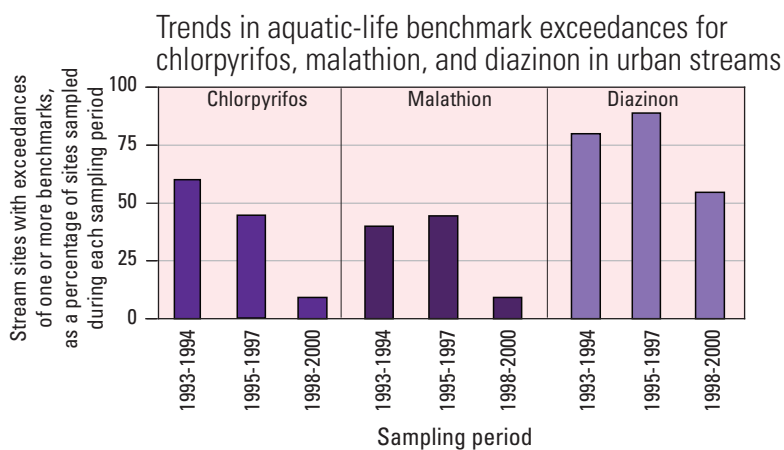 Trends in aquatic-life benchmark exceedances for
chlorpyrifos, malathion, and diazinon in urban streams
Stream sites with exceedances
of one or more benchmarks,
as a percentage of sites sampled
during each sampling period
100
75
50
25
0
Chlorpyrifos
Malathion
Diazinon
1993-1994
1995-1997
1998-2000
1993-1994
1995-1997
1998-2000
1993-1994
1995-1997
1998-2000
Sampling period